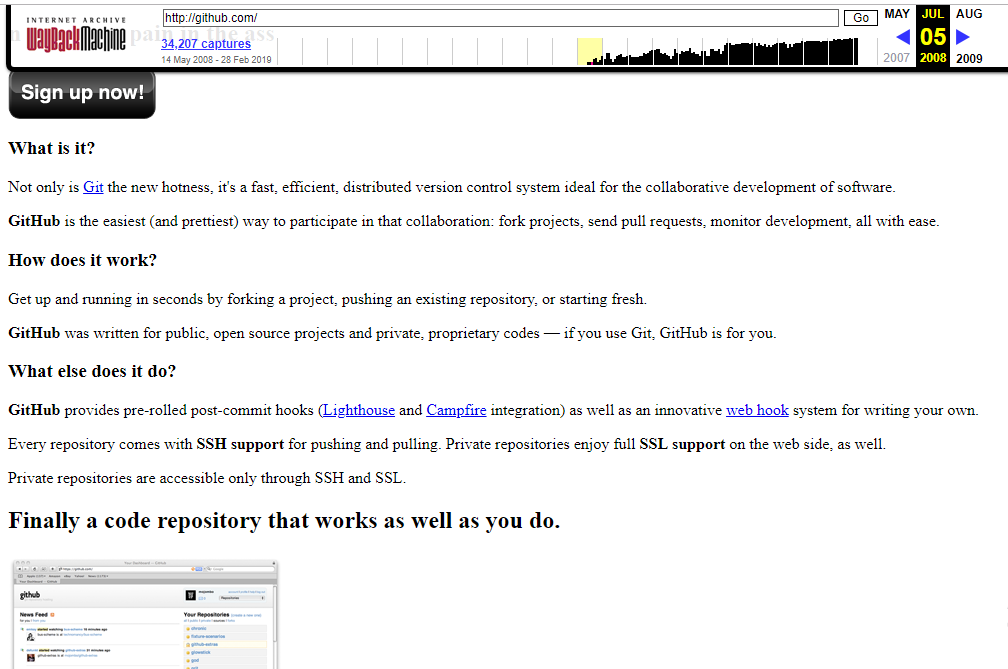 INTERNET ARCHIVE
WayBackMachine
http://github.com/
Go
34,207 captures
14 May 2008 - 28 Feb 2019
MAY JUL AUG
05
2007 2008 2009
pain in the ass
Sign up now!
What is it?
Not only is Git the new hotness, it's a fast, efficient, distributed version control system ideal for the collaborative development of software.
GitHub is the easiest (and prettiest) way to participate in that collaboration: fork projects, send pull requests, monitor development, all with ease.
How does it work?
Get up and running in seconds by forking a project, pushing an existing repository, or starting fresh.
GitHub was written for public, open source projects and private, proprietary codes — if you use Git, GitHub is for you.
What else does it do?
GitHub provides pre-rolled post-commit hooks (Lighthouse and Campfire integration) as well as an innovative web hook system for writing your own.
Every repository comes with SSH support for pushing and pulling. Private repositories enjoy full SSL support on the web side, as well.
Private repositories are accessible only through SSH and SSL.
Finally a code repository that works as well as you do.
github
News Feed
Your Repositories